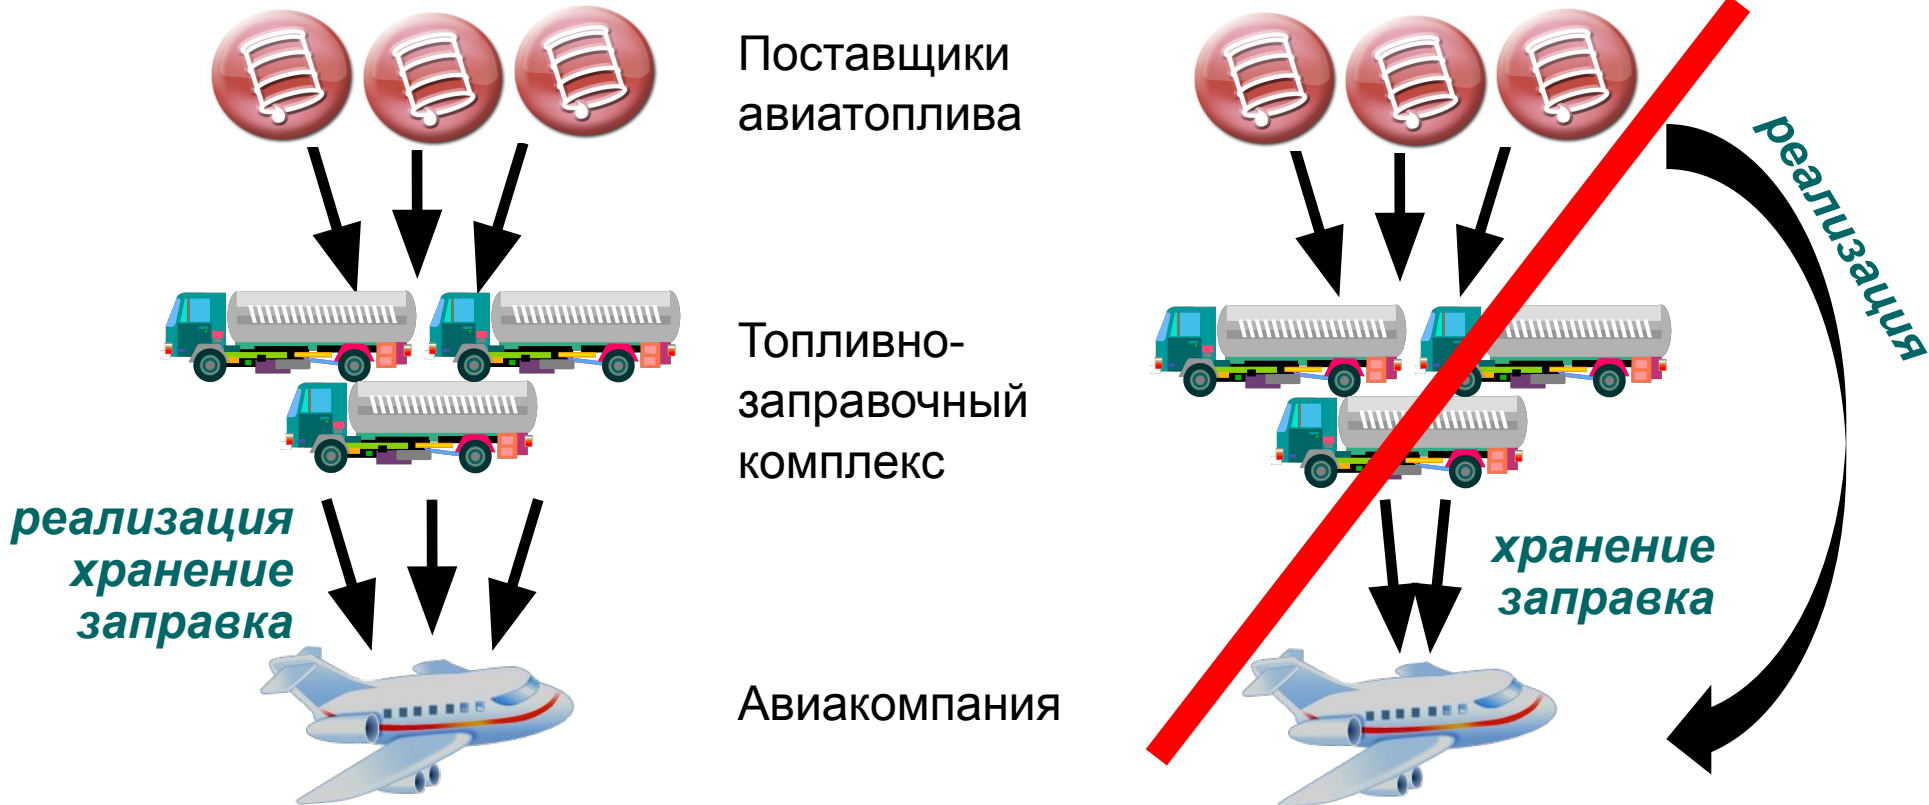 Поставщики
авиатоплива
реализация
Топливно-
заправочный
комплекс
реализация
хранение
заправка
хранение
заправка
Авиакомпания